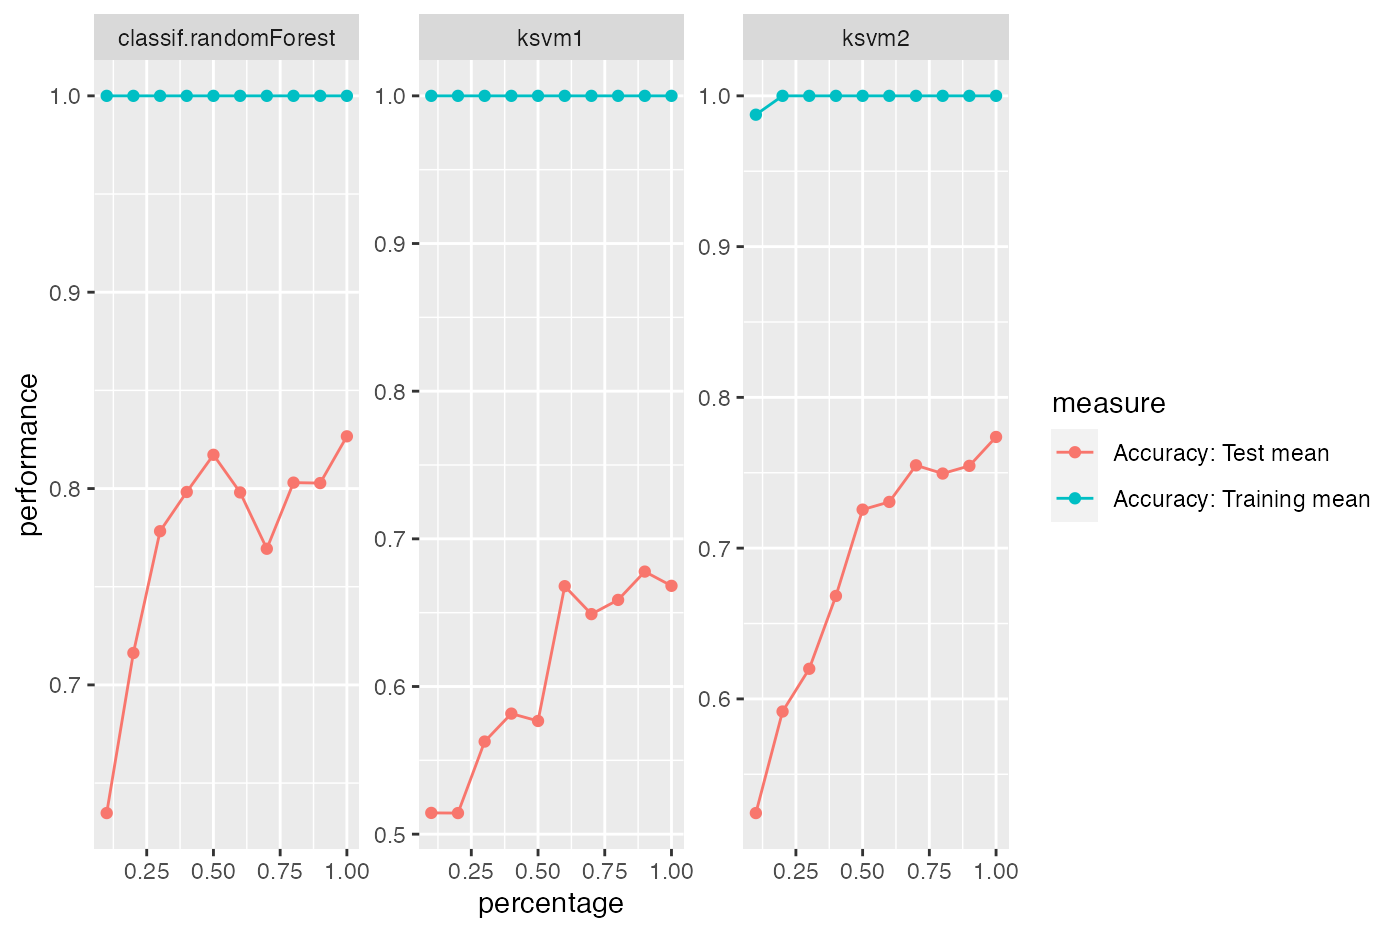 classif.randomForest
ksvm1
ksvm2
performance
1.0
0.9
0.8
0.7
1.0
0.9
0.8
0.7
0.6
0.5
1.0
0.9
0.8
0.7
0.6
0.25 0.50 0.75 1.00
0.25 0.50 0.75 1.00
0.25 0.50 0.75 1.00
percentage
measure
Accuracy: Test mean
Accuracy: Training mean